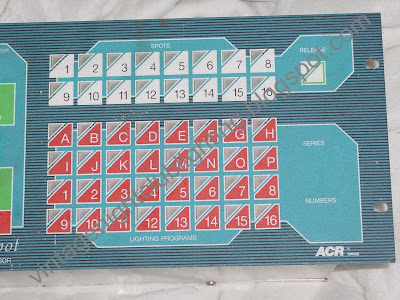 SPOTS
RELEASE
1 2 3 4 5 6 7 8
9 10 11 12 13 14 15 16
A B C D E F G H
I J K L M N O P
SERIES
1 2 3 4 5 6 7 8
NUMBERS
9 10 11 12 13 14 15 16
LIGHTING PROGRAMS
ACR